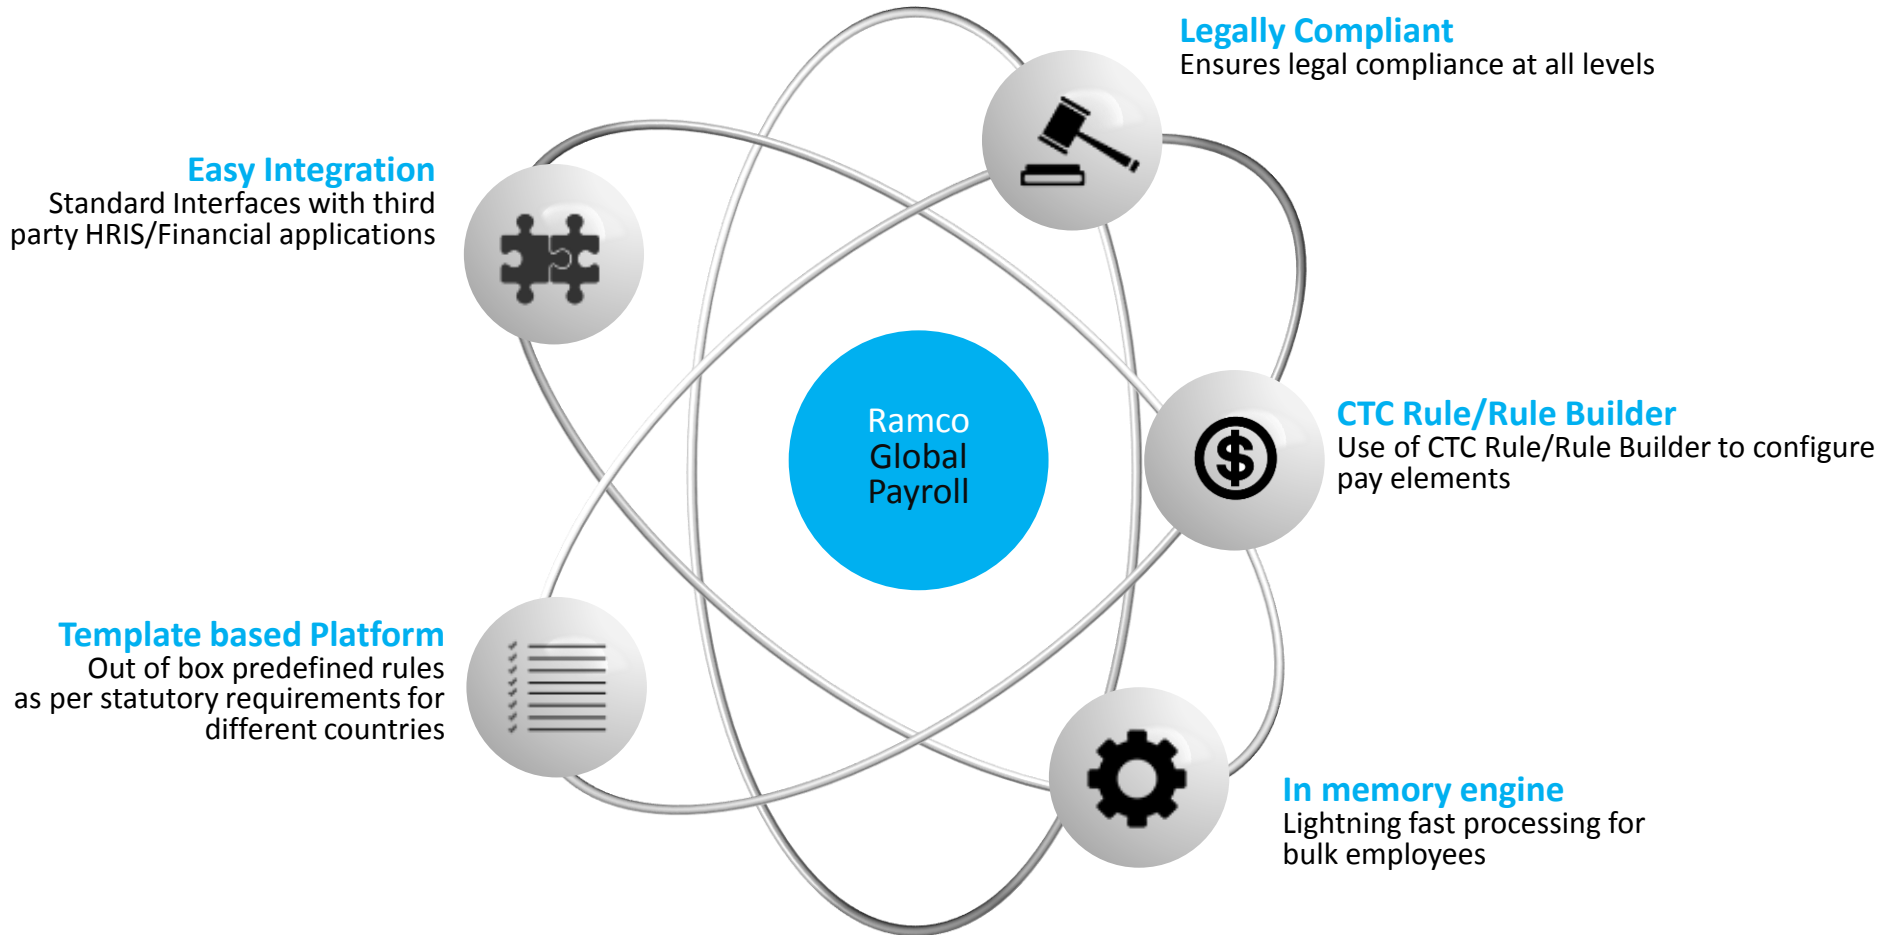 Legally Compliant
Ensures legal compliance at all levels
Easy Integration
Standard Interfaces with third
party HRIS/Financial applications
Ramco
Global
Payroll
CTC Rule/Rule Builder
Use of CTC Rule/Rule Builder to configure
pay elements
Template based Platform
Out of box predefined rules
as per statutory requirements for
different countries
In memory engine
Lightning fast processing for
bulk employees